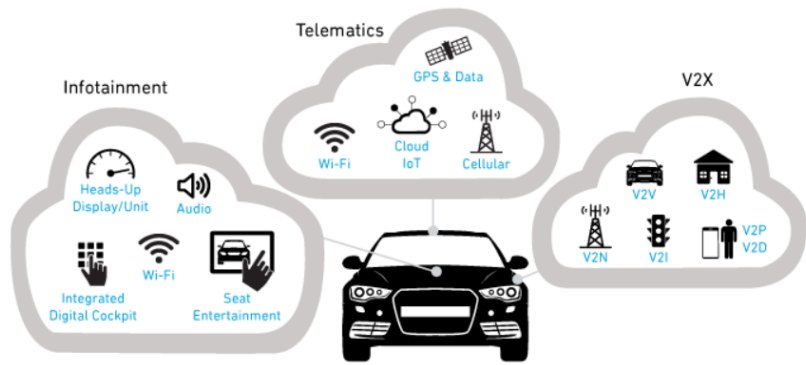 Telematics
GPS & Data
Wi-Fi
Cloud
IoT
Cellular
Infotainment
Heads-Up
Display/Unit
Audio
Wi-Fi
Integrated
Digital Cockpit
Seat
Entertainment
V2X
V2V
V2H
V2N
V2I
V2P
V2D